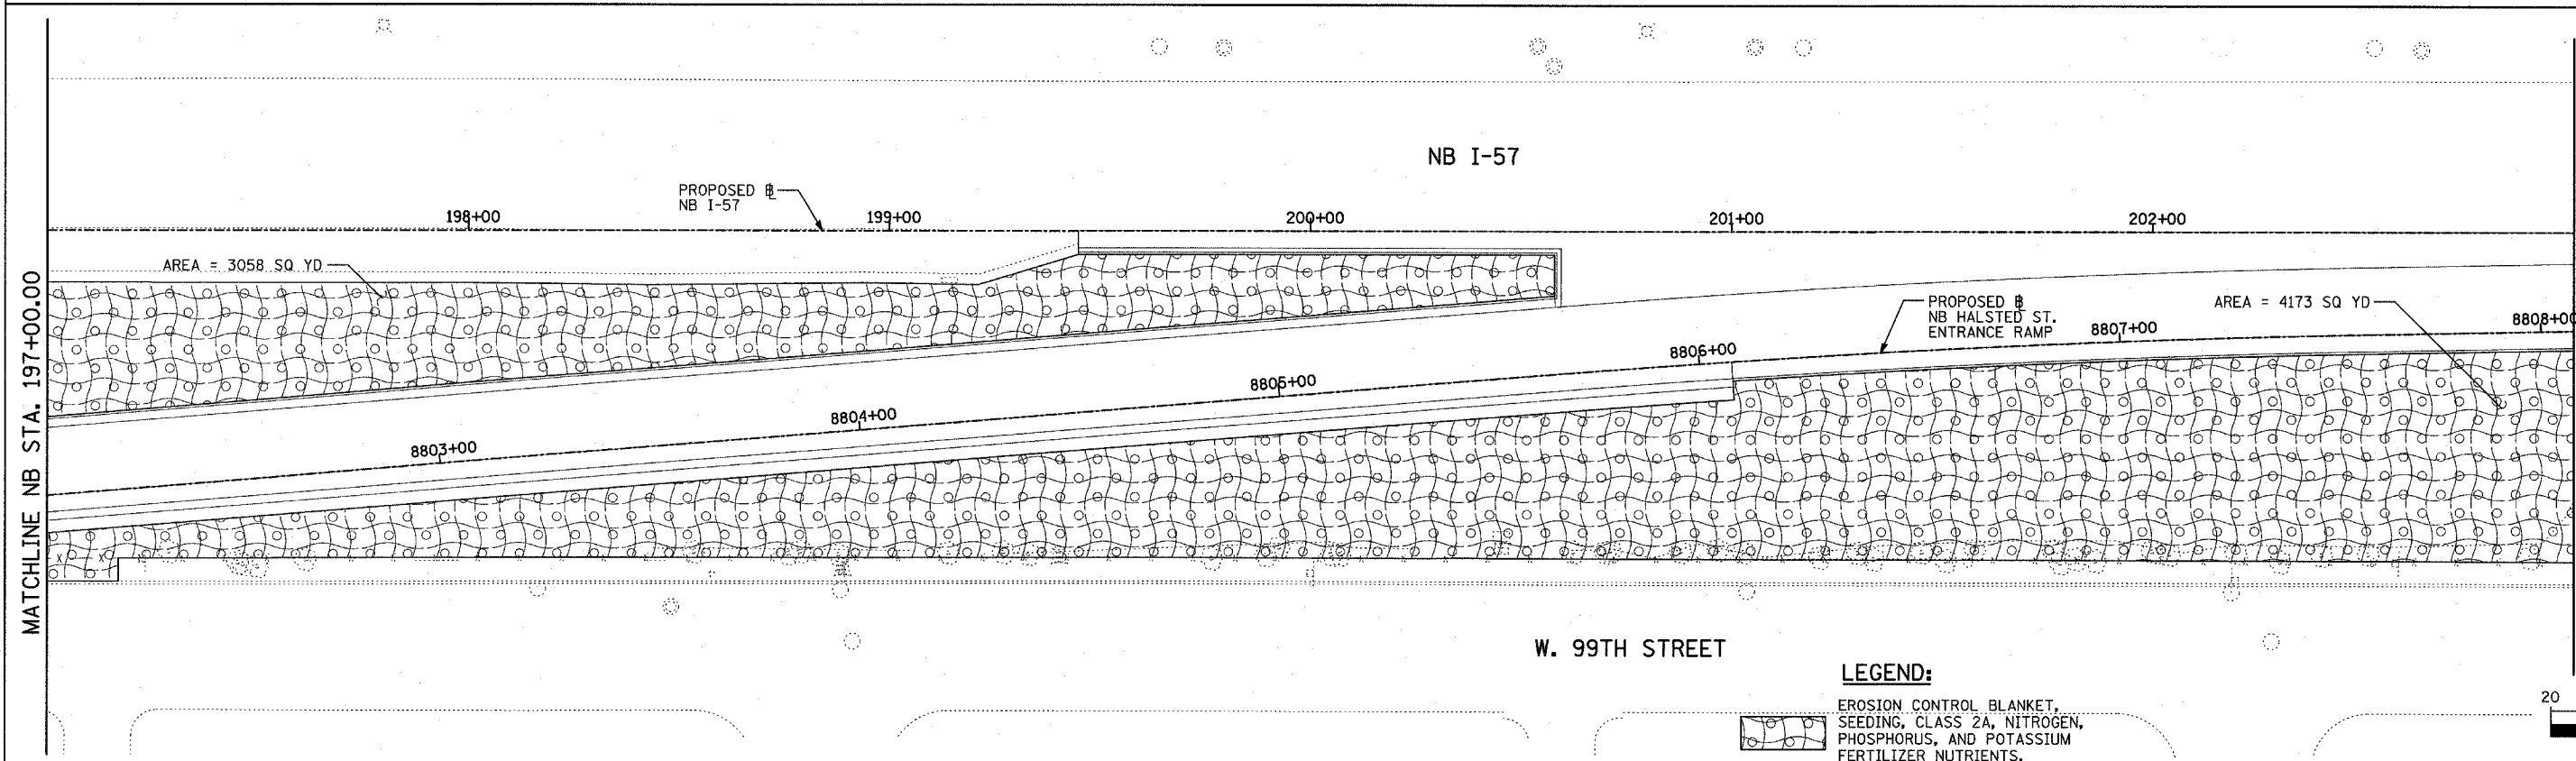 NB I-57
PROPOSED ⅊
NB I-57
198+00
199+00
200+00
201+00
202+00
AREA = 3058 SQ YD
MATCHLINE NB STA. 197+00.00
PROPOSED ⅊
NB HALSTED ST.
ENTRANCE RAMP
AREA = 4173 SQ YD
8803+00
8804+00
8805+00
8806+00
8807+00
8808+00
W. 99TH STREET
LEGEND:
EROSION CONTROL BLANKET,
SEEDING, CLASS 2A, NITROGEN,
PHOSPHORUS, AND POTASSIUM
FERTILIZER NUTRIENTS.
20